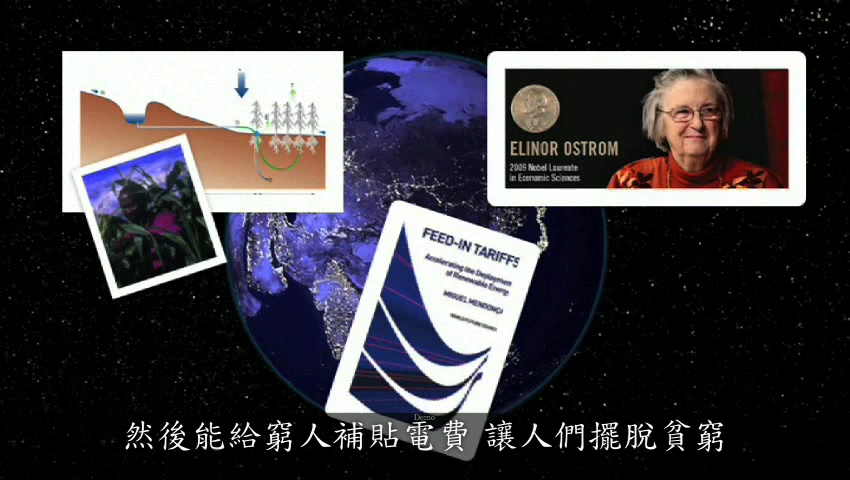 ELINOR OSTROM
2009 Nobel Laureate
in Economic Sciences
FEED-IN TARIFFS
Accelerating the Deploymen
of Renewable Energy
MIGUEL MENDONÇA
Demo
然後能給窮人補貼電費 讓人們擺脫貧窮